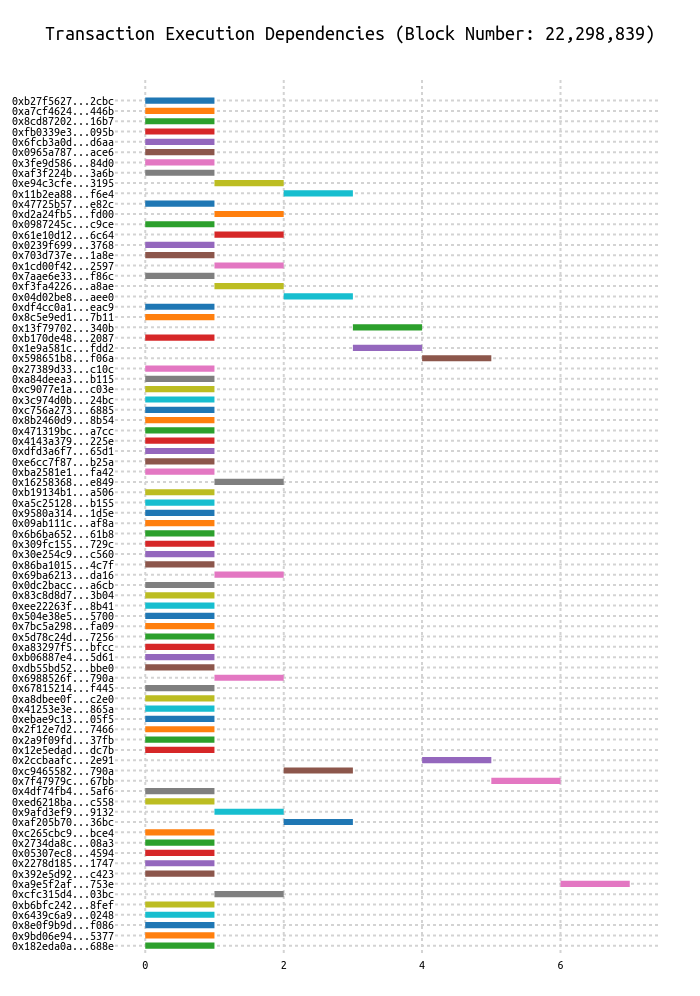 Transaction Execution Dependencies (Block Number: 22,298,839)
0xb27f5627...2cbc
0xa7cf4624...446b
0x8cd87202...16b7
0xfb0339e3...095b
0x6fcb3a0d...d6aa
0x0965a787...ace6
0x3fe9d586...84d0
0xaf3f224b...3a6b
0xe94c3cfe...3195
0x11b2ea88...f6e4
0x47725b57...e82c
0xd2a24fb5...fd00
0x0987245c...c9ce
0x61e10d12...6c64
0x0239f699...3768
0x703d737e...1a8e
0x1cd00f42...2597
0x7aae6e33...f86c
0xf3fa4226...a8ae
0x04d02be8...aee0
0xdf4cc0a1...eac9
0x8c5e9ed1...7b11
0x13f79702...340b
0xb170de48...2087
0x1e9a581c...fdd2
0x598651b8...f06a
0x27389d33...c10c
0xa84deea3...b115
0xc9077e1a...c03e
0x3c974d0b...24bc
0xc756a273...6885
0x8b2460d9...8b54
0x471319bc...a7cc
0x4143a379...225e
0xdfd3a6f7...65d1
0xe6cc7f87...b25a
0xba2581e1...fa42
0x16258368...e849
0xb19134b1...a506
0xa5c25128...b155
0x9580a314...1d5e
0x09ab111c...af8a
0x6b6ba652...61b8
0x309fc155...729c
0x30e254c9...c560
0x86ba1015...4c7f
0x69ba6213...da16
0x0dc2bacc...a6cb
0x83c8d8d7...3b04
0xee22263f...8b41
0x504e38e5...5700
0x7bc5a298...fa09
0x5d78c24d...7256
0xa83297f5...bfcc
0xb06887e4...5d61
0xdb55bd52...bbe0
0x6988526f...790a
0x67815214...f445
0xa8dbee0f...c2e0
0x41253e3e...865a
0xebae9c13...05f5
0x2f12e7d2...7466
0x2a9f09fd...37fb
0x12e5edad...dc7b
0x2ccbaafc...2e91
0xc9465582...790a
0x7f47979c...67bb
0x4df74fb4...5af6
0xed6218ba...c558
0x9afd3ef9...9132
0xaf205b70...36bc
0xc265cbc9...bce4
0x2734da8c...08a3
0x05307ec8...4594
0x2278d185...1747
0x392e5d92...c423
0xa9e5f2af...753e
0xcfc315d4...03bc
0xb6bfc242...8fef
0x6439c6a9...0248
0x8e0f9b9d...f086
0x9bd06e94...5377
0x182eda0a...688e
0 2 4 6